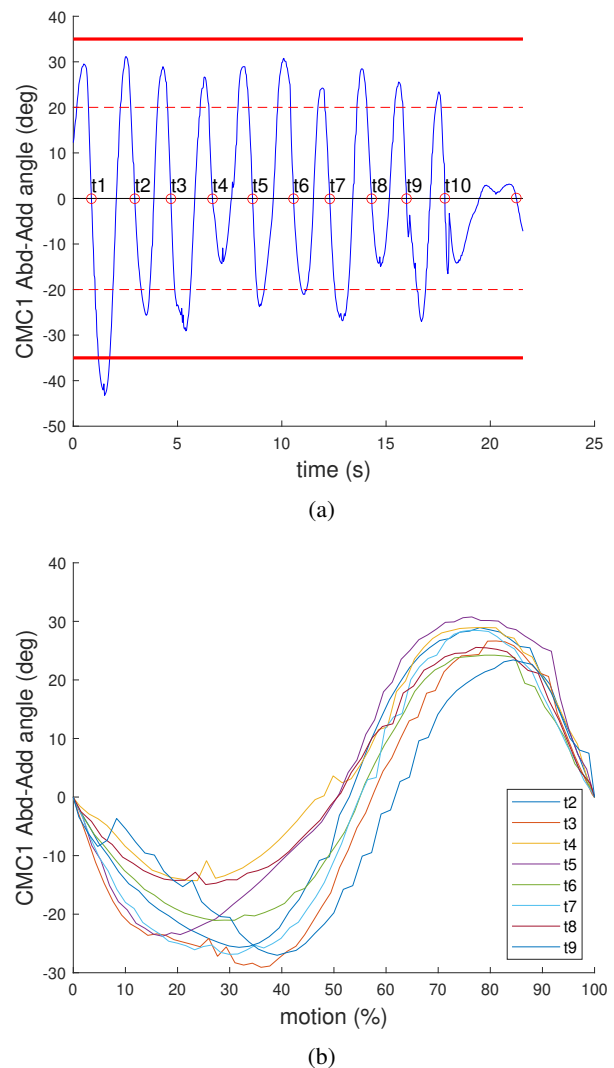 40
30
20
10
0
-10
-20
-30
-40
-50
CMC1 Abd-Add angle (deg)
t1 t2 t3 t4 t5 t6 t7 t8 t9 t10
0 5 10 15 20 25
time (s)
(a)
40
30
20
10
0
-10
-20
-30
CMC1 Abd-Add angle (deg)
t2
t3
t4
t5
t6
t7
t8
t9
0 10 20 30 40 50 60 70 80 90 100
motion (%)
(b)